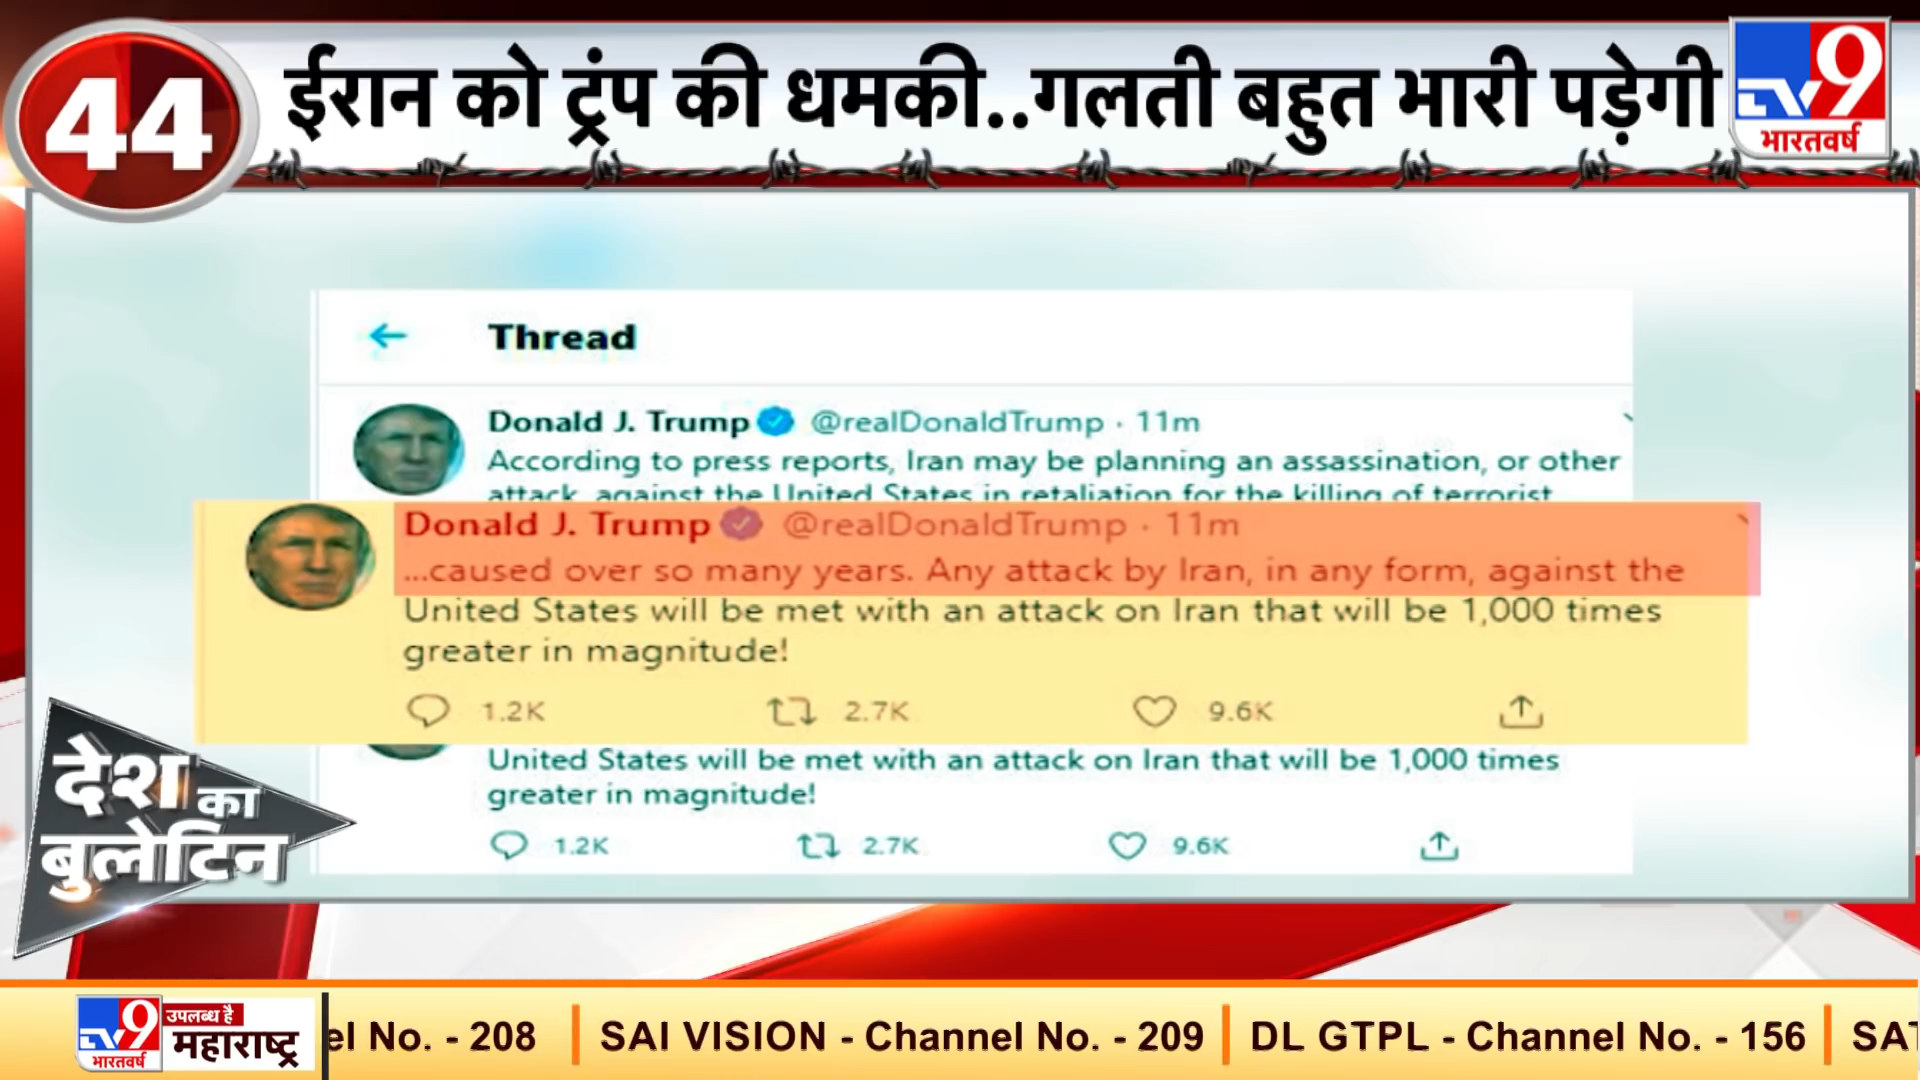 44
ईरान को ट्रंप की धमकी..गलती बहुत भारी पड़ेगी
TV9
भारतवर्ष
Thread
Donald J. Trump @realDonaldTrump · 11m
According to press reports, Iran may be planning an assassination, or other
attack, against the United States in retaliation for the killing of terrorist
Donald J. Trump @realDonaldTrump · 11m
...caused over so many years. Any attack by Iran, in any form, against the
United States will be met with an attack on Iran that will be 1,000 times
greater in magnitude!
1.2K 2.7K 9.6K
United States will be met with an attack on Iran that will be 1,000 times
greater in magnitude!
1.2K 2.7K 9.6K
देश का
बुलेटिन
TV9
भारतवर्ष
उपलब्ध है
महाराष्ट्र
el No. - 208 | SAI VISION - Channel No. - 209 | DL GTPL - Channel No. - 156 | SAT